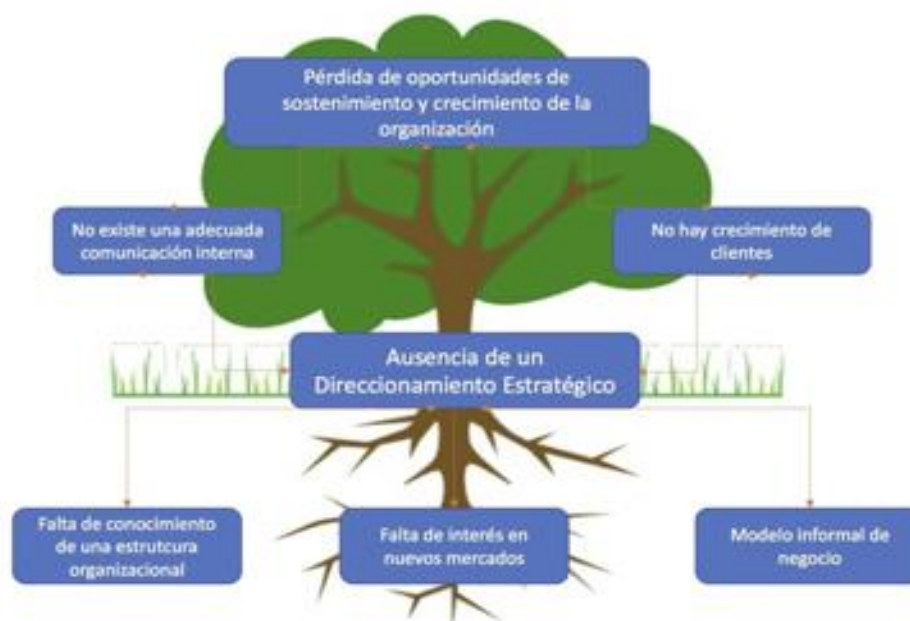 Pérdida de oportunidades de
sostenimiento y crecimiento de la
organización
No existe una adecuada
comunicación interna
No hay crecimiento de
clientes
Ausencia de un
Direccionamiento Estratégico
Falta de conocimiento
de una estrutcura
organizacional
Falta de interés en
nuevos mercados
Modelo informal de
negocio